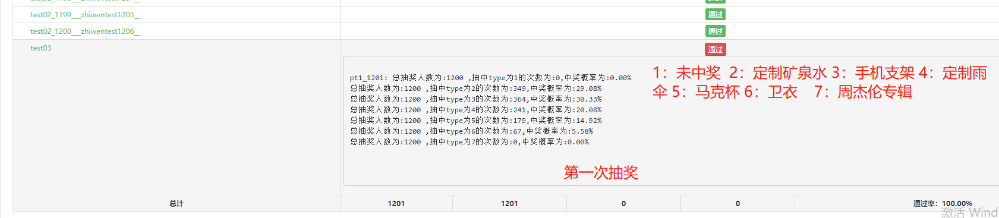 test02_1199___zhiwentest1205__ 通过
test02_1200___zhiwentest1206__ 通过
test03 通过
pt1_1201: 总抽奖人数为:1200 ,抽中type为1的次数为:0,中奖概率为:0.00%
总抽奖人数为:1200 ,抽中type为2的次数为:349,中奖概率为:29.08%
总抽奖人数为:1200 ,抽中type为3的次数为:364,中奖概率为:30.33%
总抽奖人数为:1200 ,抽中type为4的次数为:241,中奖概率为:20.08%
总抽奖人数为:1200 ,抽中type为5的次数为:179,中奖概率为:14.92%
总抽奖人数为:1200 ,抽中type为6的次数为:67,中奖概率为:5.58%
总抽奖人数为:1200 ,抽中type为7的次数为:0,中奖概率为:0.00%
1：未中奖 2：定制矿泉水 3：手机支架 4：定制雨
伞 5：马克杯 6：卫衣 7：周杰伦专辑
第一次抽奖
总计 1201 1201 0 0 通过率：100.00%
激活 Wind